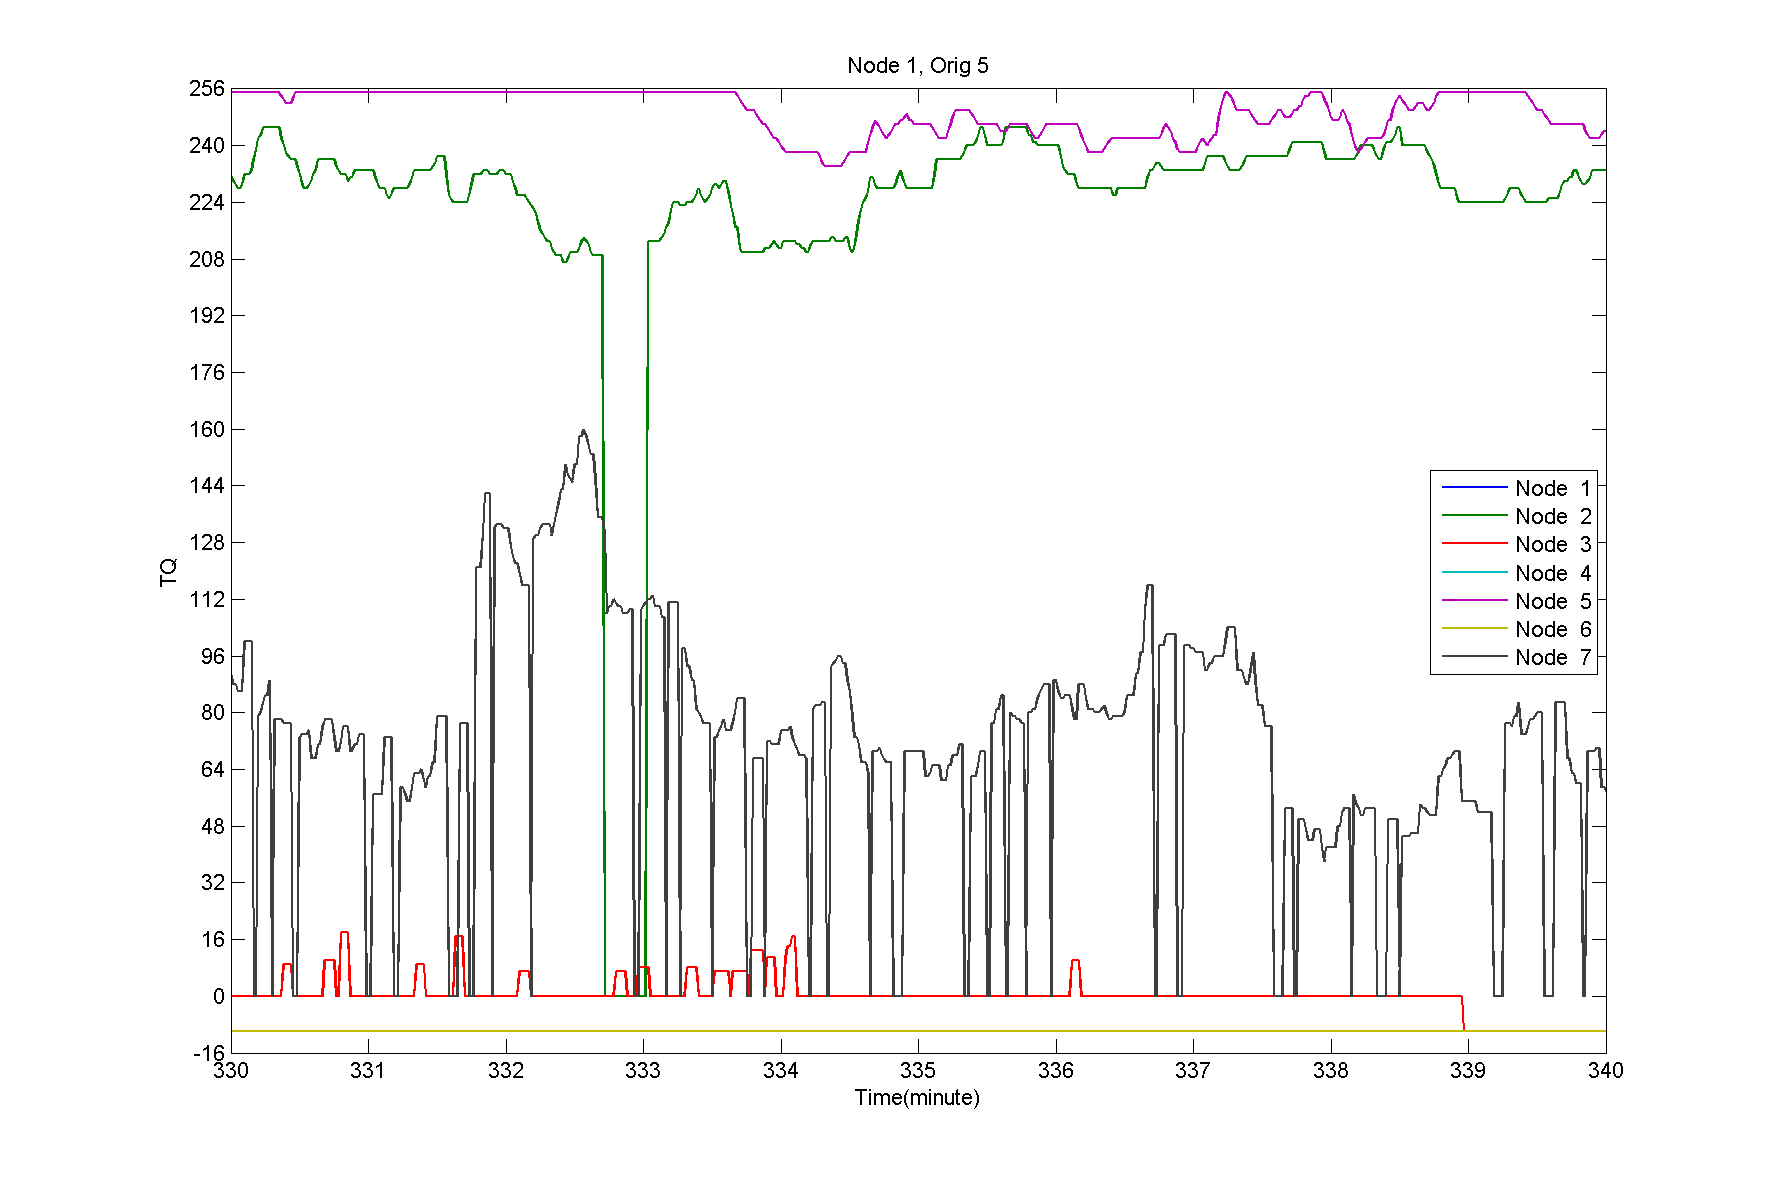 Node 1, Orig 5
256
240
224
208
192
176
160
144
128
112
96
80
64
48
32
16
0
-16
TQ
Node 1
Node 2
Node 3
Node 4
Node 5
Node 6
Node 7
330 331 332 333 334 335 336 337 338 339 340
Time(minute)